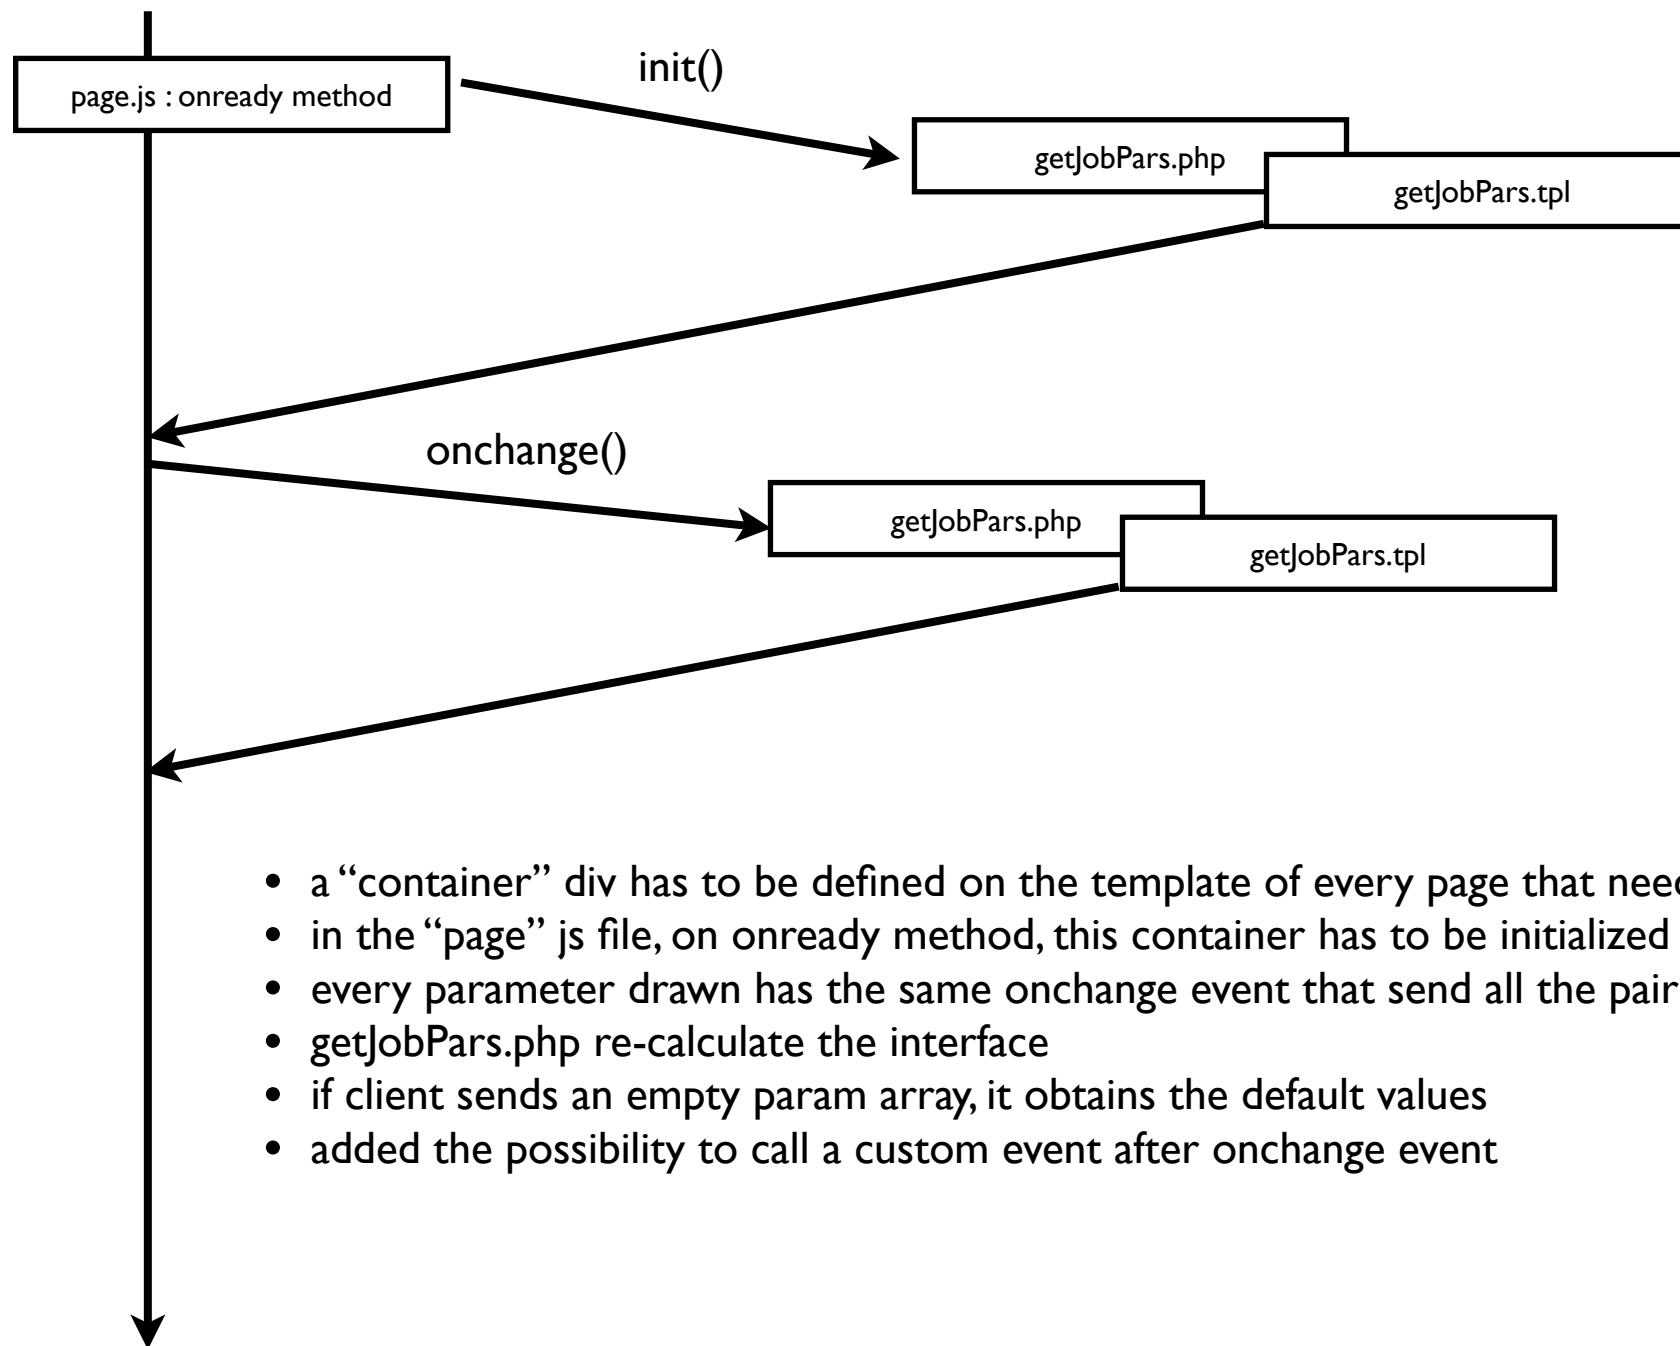 page.js : onready method
init()
getJobPars.php
getJobPars.tpl
onchange()
getJobPars.php
getJobPars.tpl
• a “container” div has to be defined on the template of every page that
• in the “page” js file, on onready method, this container has to be initialized
• every parameter drawn has the same onchange event that send all the pair
• getJobPars.php re-calculate the interface
• if client sends an empty param array, it obtains the default values
• added the possibility to call a custom event after onchange event